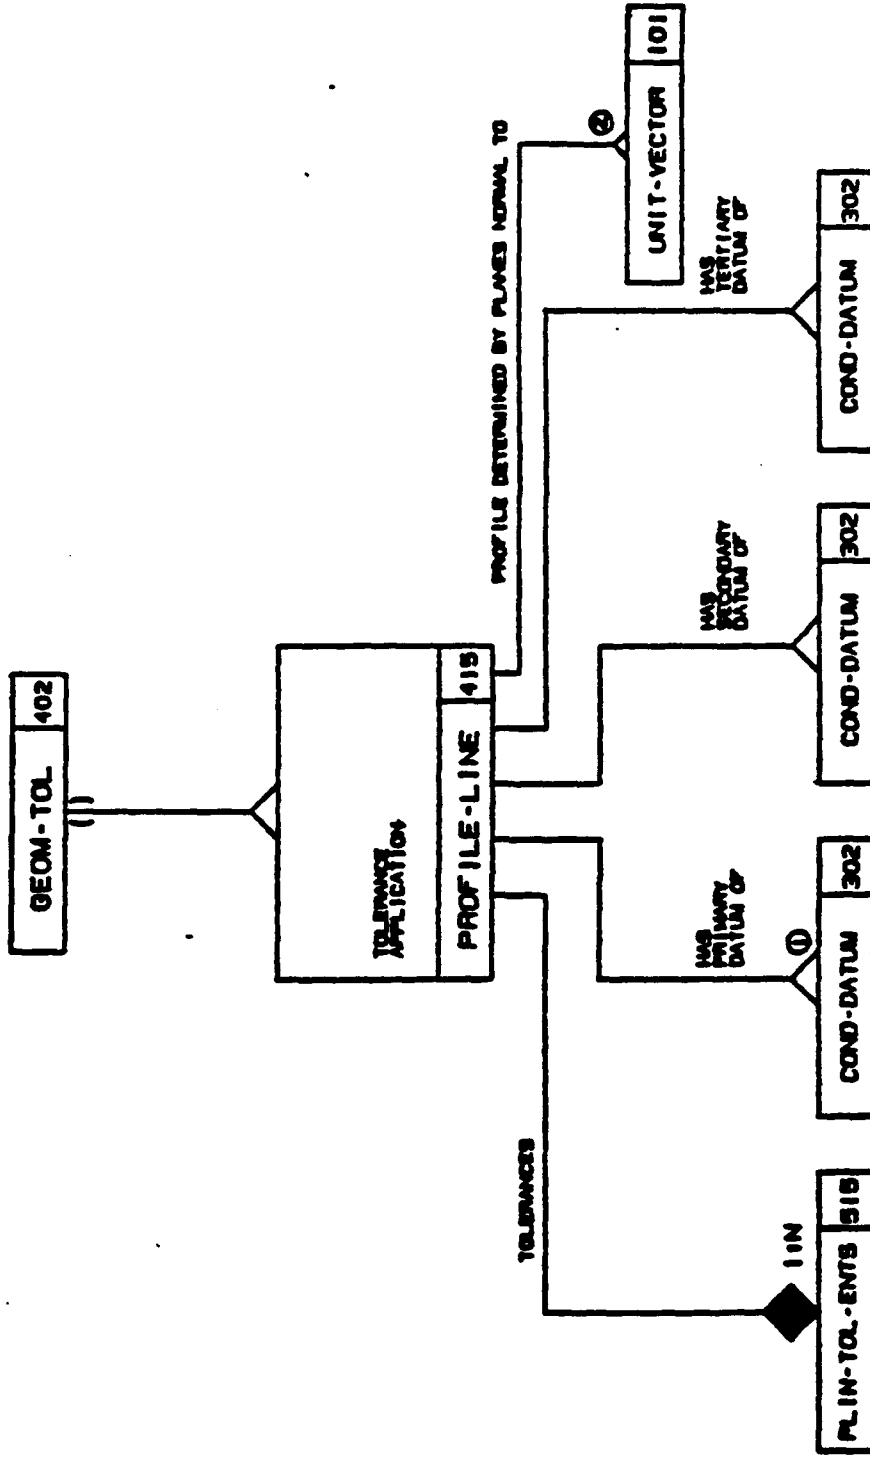 GEOM-TOL 402
TOLERANCE
APPLICATION
PROFILE-LINE 415
PROFILE DETERMINED BY PLANES NORMAL TO
②
UNIT-VECTOR 101
TOLERANCES
1:N
PLIN-TOL-ENTS 515
HAS
PRIMARY
DATUM OF
①
COND-DATUM 302
HAS
SECONDARY
DATUM OF
COND-DATUM 302
HAS
TERTIARY
DATUM OF
COND-DATUM 302